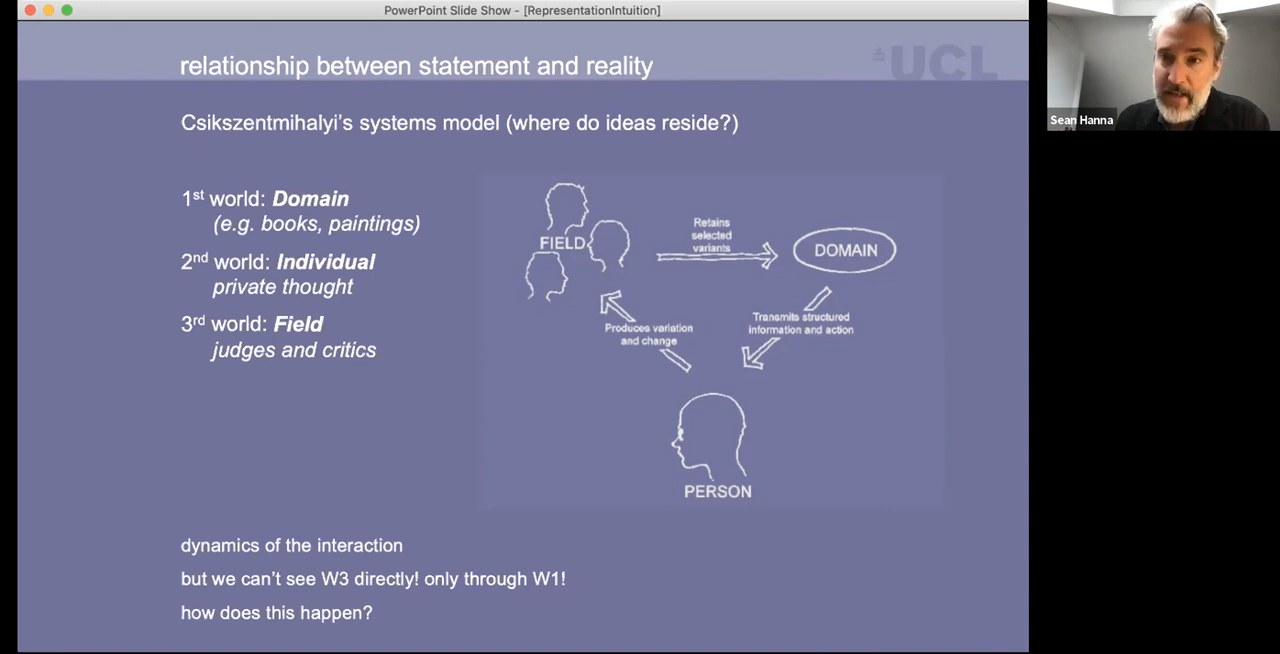 PowerPoint Slide Show - [RepresentationIntuition]
relationship between statement and reality
UCL
Csikszentmihalyi's systems model (where do ideas reside?)
1st world: Domain
(e.g. books, paintings)
2nd world: Individual
private thought
3rd world: Field
judges and critics
FIELD
Retains
selected
variants
DOMAIN
Produces variation
and change
Transmits structured
information and action
PERSON
dynamics of the interaction
but we can't see W3 directly! only through W1!
how does this happen?
Sean Hanna